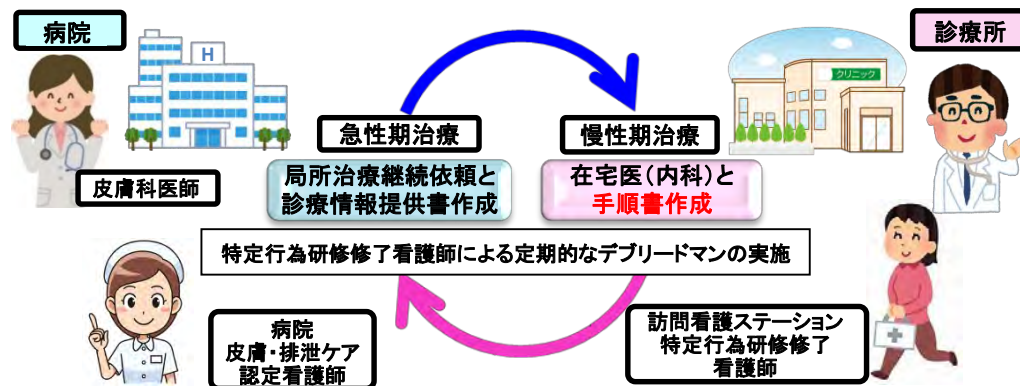 病院
診療所
H
クリニック
急性期治療
慢性期治療
皮膚科医師
局所治療継続依頼と
診療情報提供書作成
在宅医(内科)と
手順書作成
特定行為研修修了看護師による定期的なデブリードマンの実施
病院
皮膚・排泄ケア
認定看護師
訪問看護ステーション
特定行為研修修了
看護師